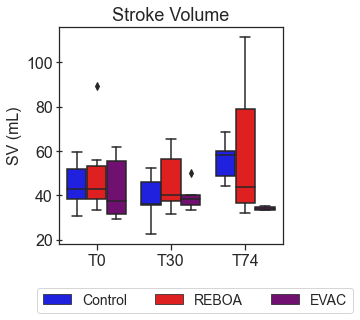 Stroke Volume
SV (mL)
100
80
60
40
20
T0 T30 T74
Control REBOA EVAC